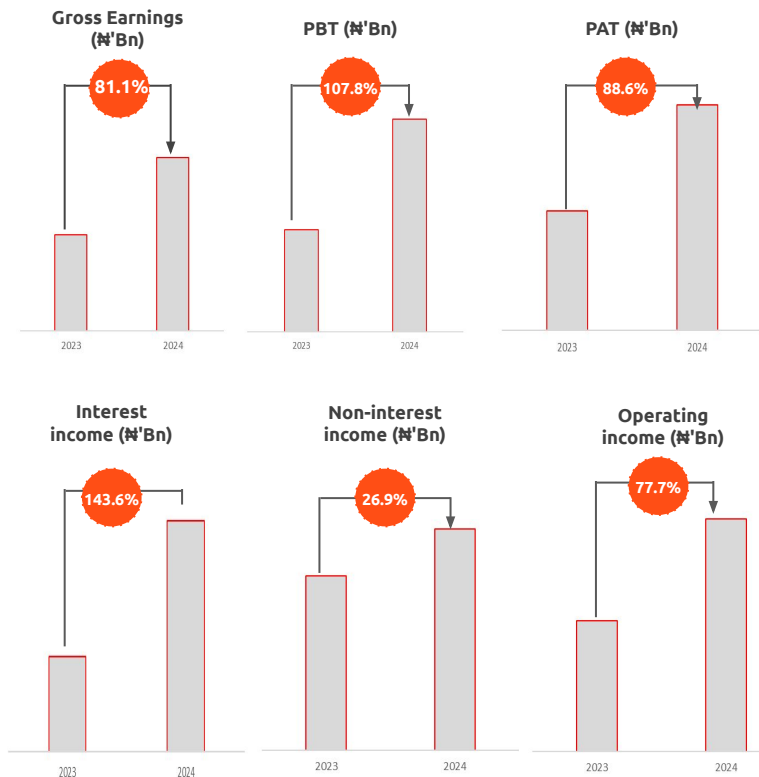 Gross Earnings
(₦'Bn)
81.1%
2023
2024
PBT (₦'Bn)
107.8%
2023
2024
PAT (₦'Bn)
88.6%
2023
2024
Interest
income (₦'Bn)
143.6%
2023
2024
Non-interest
income (₦'Bn)
26.9%
2023
2024
Operating
income (₦'Bn)
77.7%
2023
2024